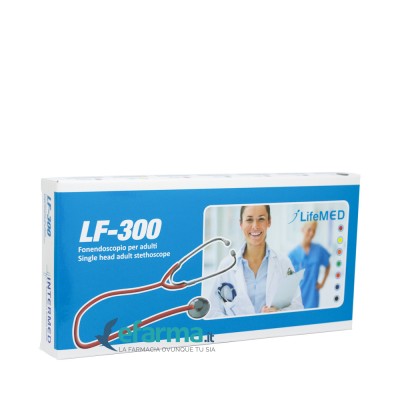 LF-300
Fonendoscopio per adulti
Single head adult stethoscope
LifeMED
LF-300
INTERMED
efarma.it
LA FARMACIA OVUNQUE TU SIA